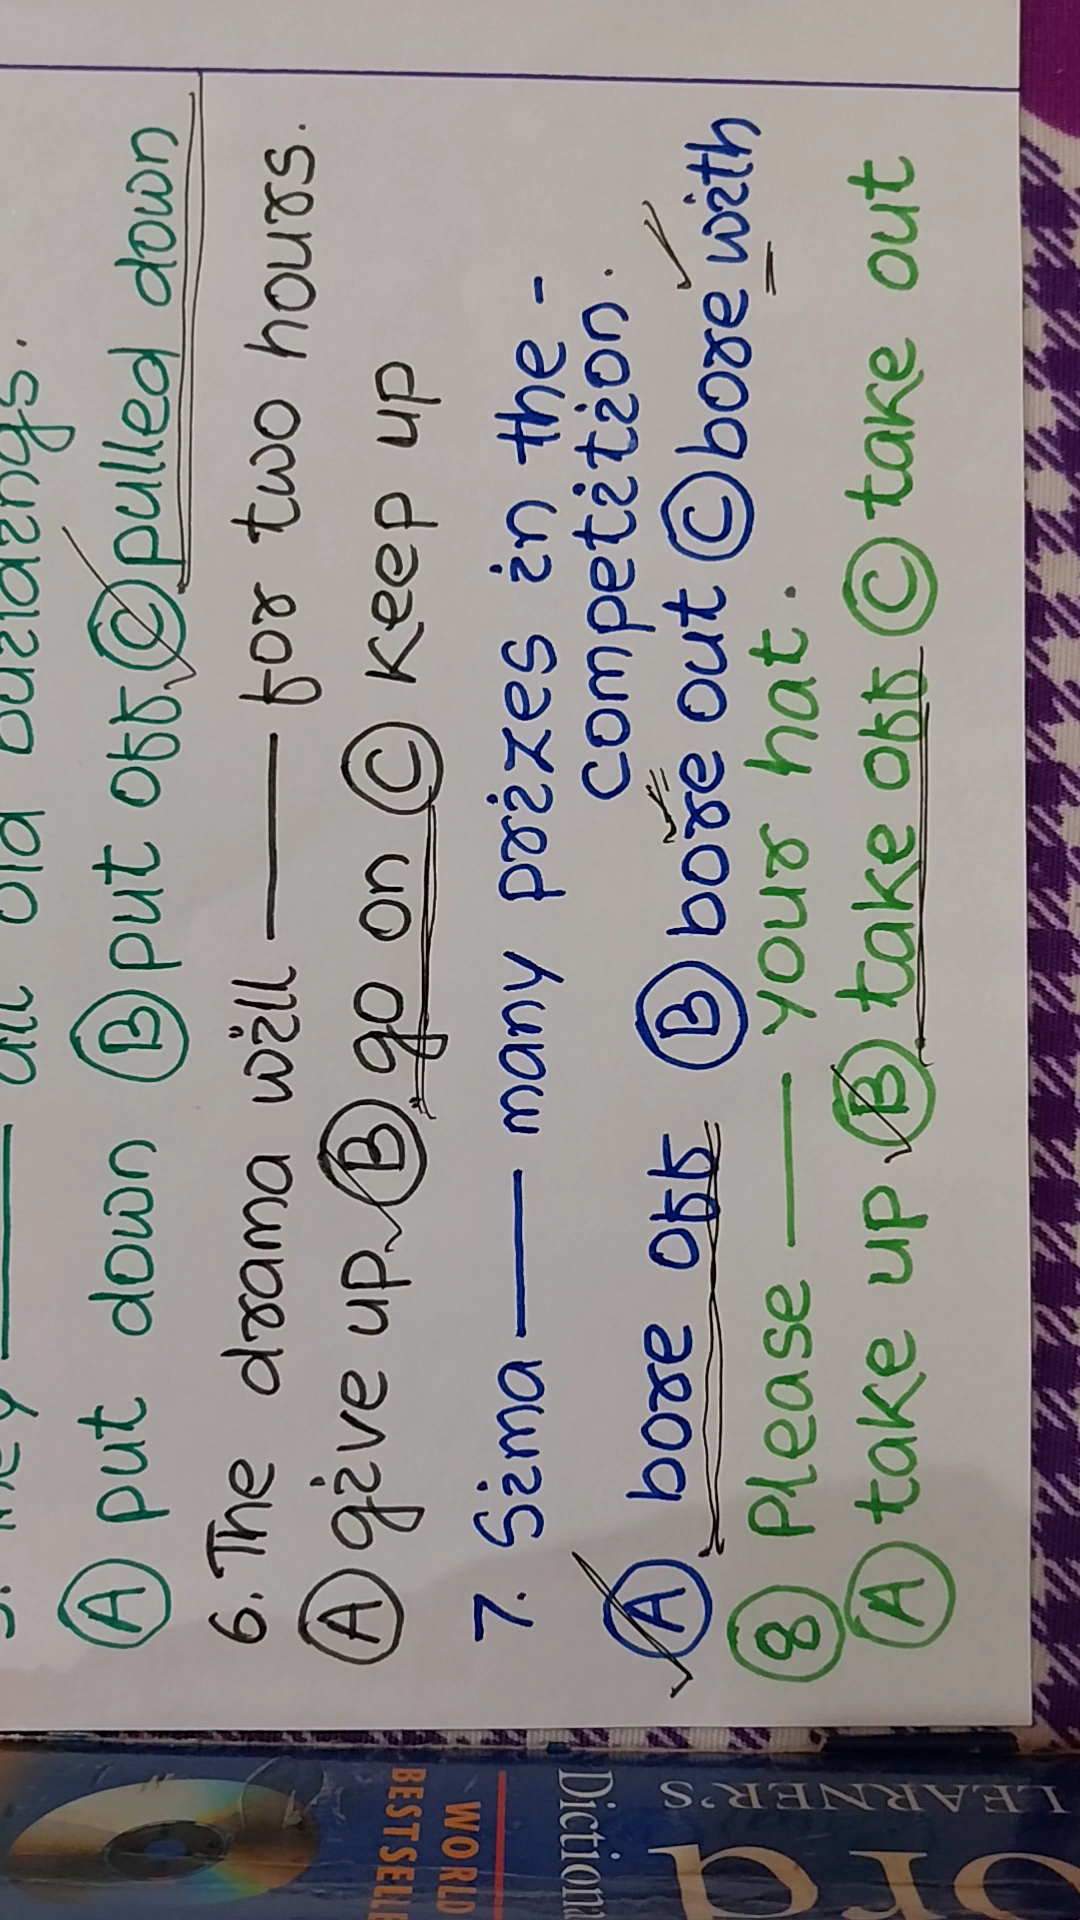 all old buildings.
Ⓐ put down Ⓑ put off Ⓒ pulled down
6. The drama will — for two hours.
Ⓐ give up Ⓑ go on Ⓒ keep up
7. Sima — many prizes in the -
competition.
Ⓐ bore off Ⓑ bore out Ⓒ bore with
⑧ Please — your hat.
Ⓐ take up Ⓑ take off Ⓒ take out
WORLD
BESTSELL
Dictiona
LEARNER'S